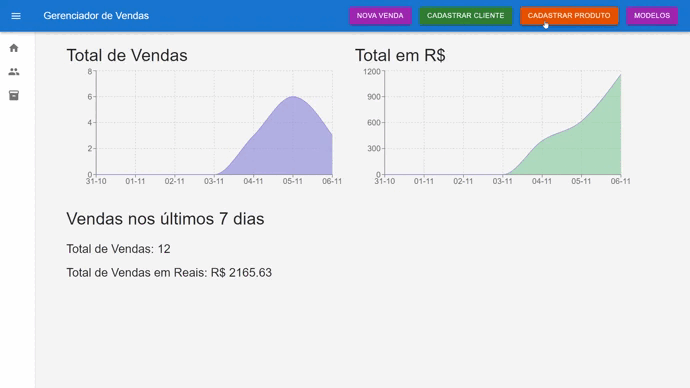 Gerenciador de Vendas
NOVA VENDA
CADASTRAR CLIENTE
CADASTRAR PRODUTO
MODELOS
Total de Vendas
8
6
4
2
0
31-10 01-11 02-11 03-11 04-11 05-11 06-11
Total em R$
1200
900
600
300
0
31-10 01-11 02-11 03-11 04-11 05-11 06-11
Vendas nos últimos 7 dias
Total de Vendas: 12
Total de Vendas em Reais: R$ 2165.63